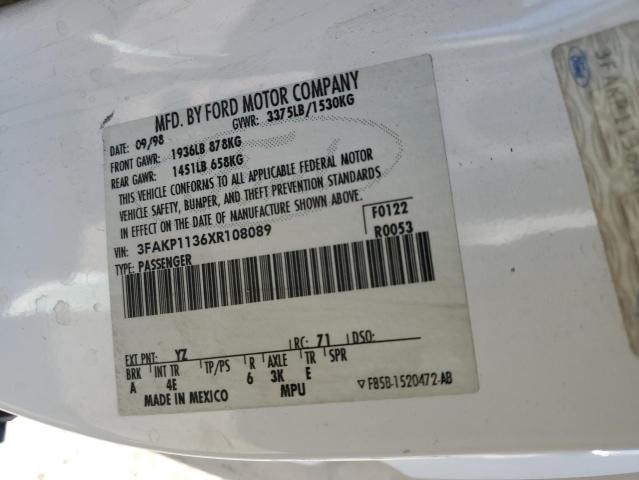 MFD. BY FORD MOTOR COMPANY
DATE: 09/98 GVWR: 3375LB/1530KG
FRONT GAWR: 1936LB 878KG
REAR GAWR: 1451LB 658KG
THIS VEHICLE CONFORMS TO ALL APPLICABLE FEDERAL MOTOR
VEHICLE SAFETY, BUMPER, AND THEFT PREVENTION STANDARDS
IN EFFECT ON THE DATE OF MANUFACTURE SHOWN ABOVE.
VIN: 3FAKP1136XR108089 F0122
TYPE: PASSENGER R0053
EXT PNT: YZ RC: 71 DSO:
BRK INT TR TP/PS R AXLE TR SPR
A 4E 6 3K E
MADE IN MEXICO MPU ▽ F85B-1520472-AB
Ford